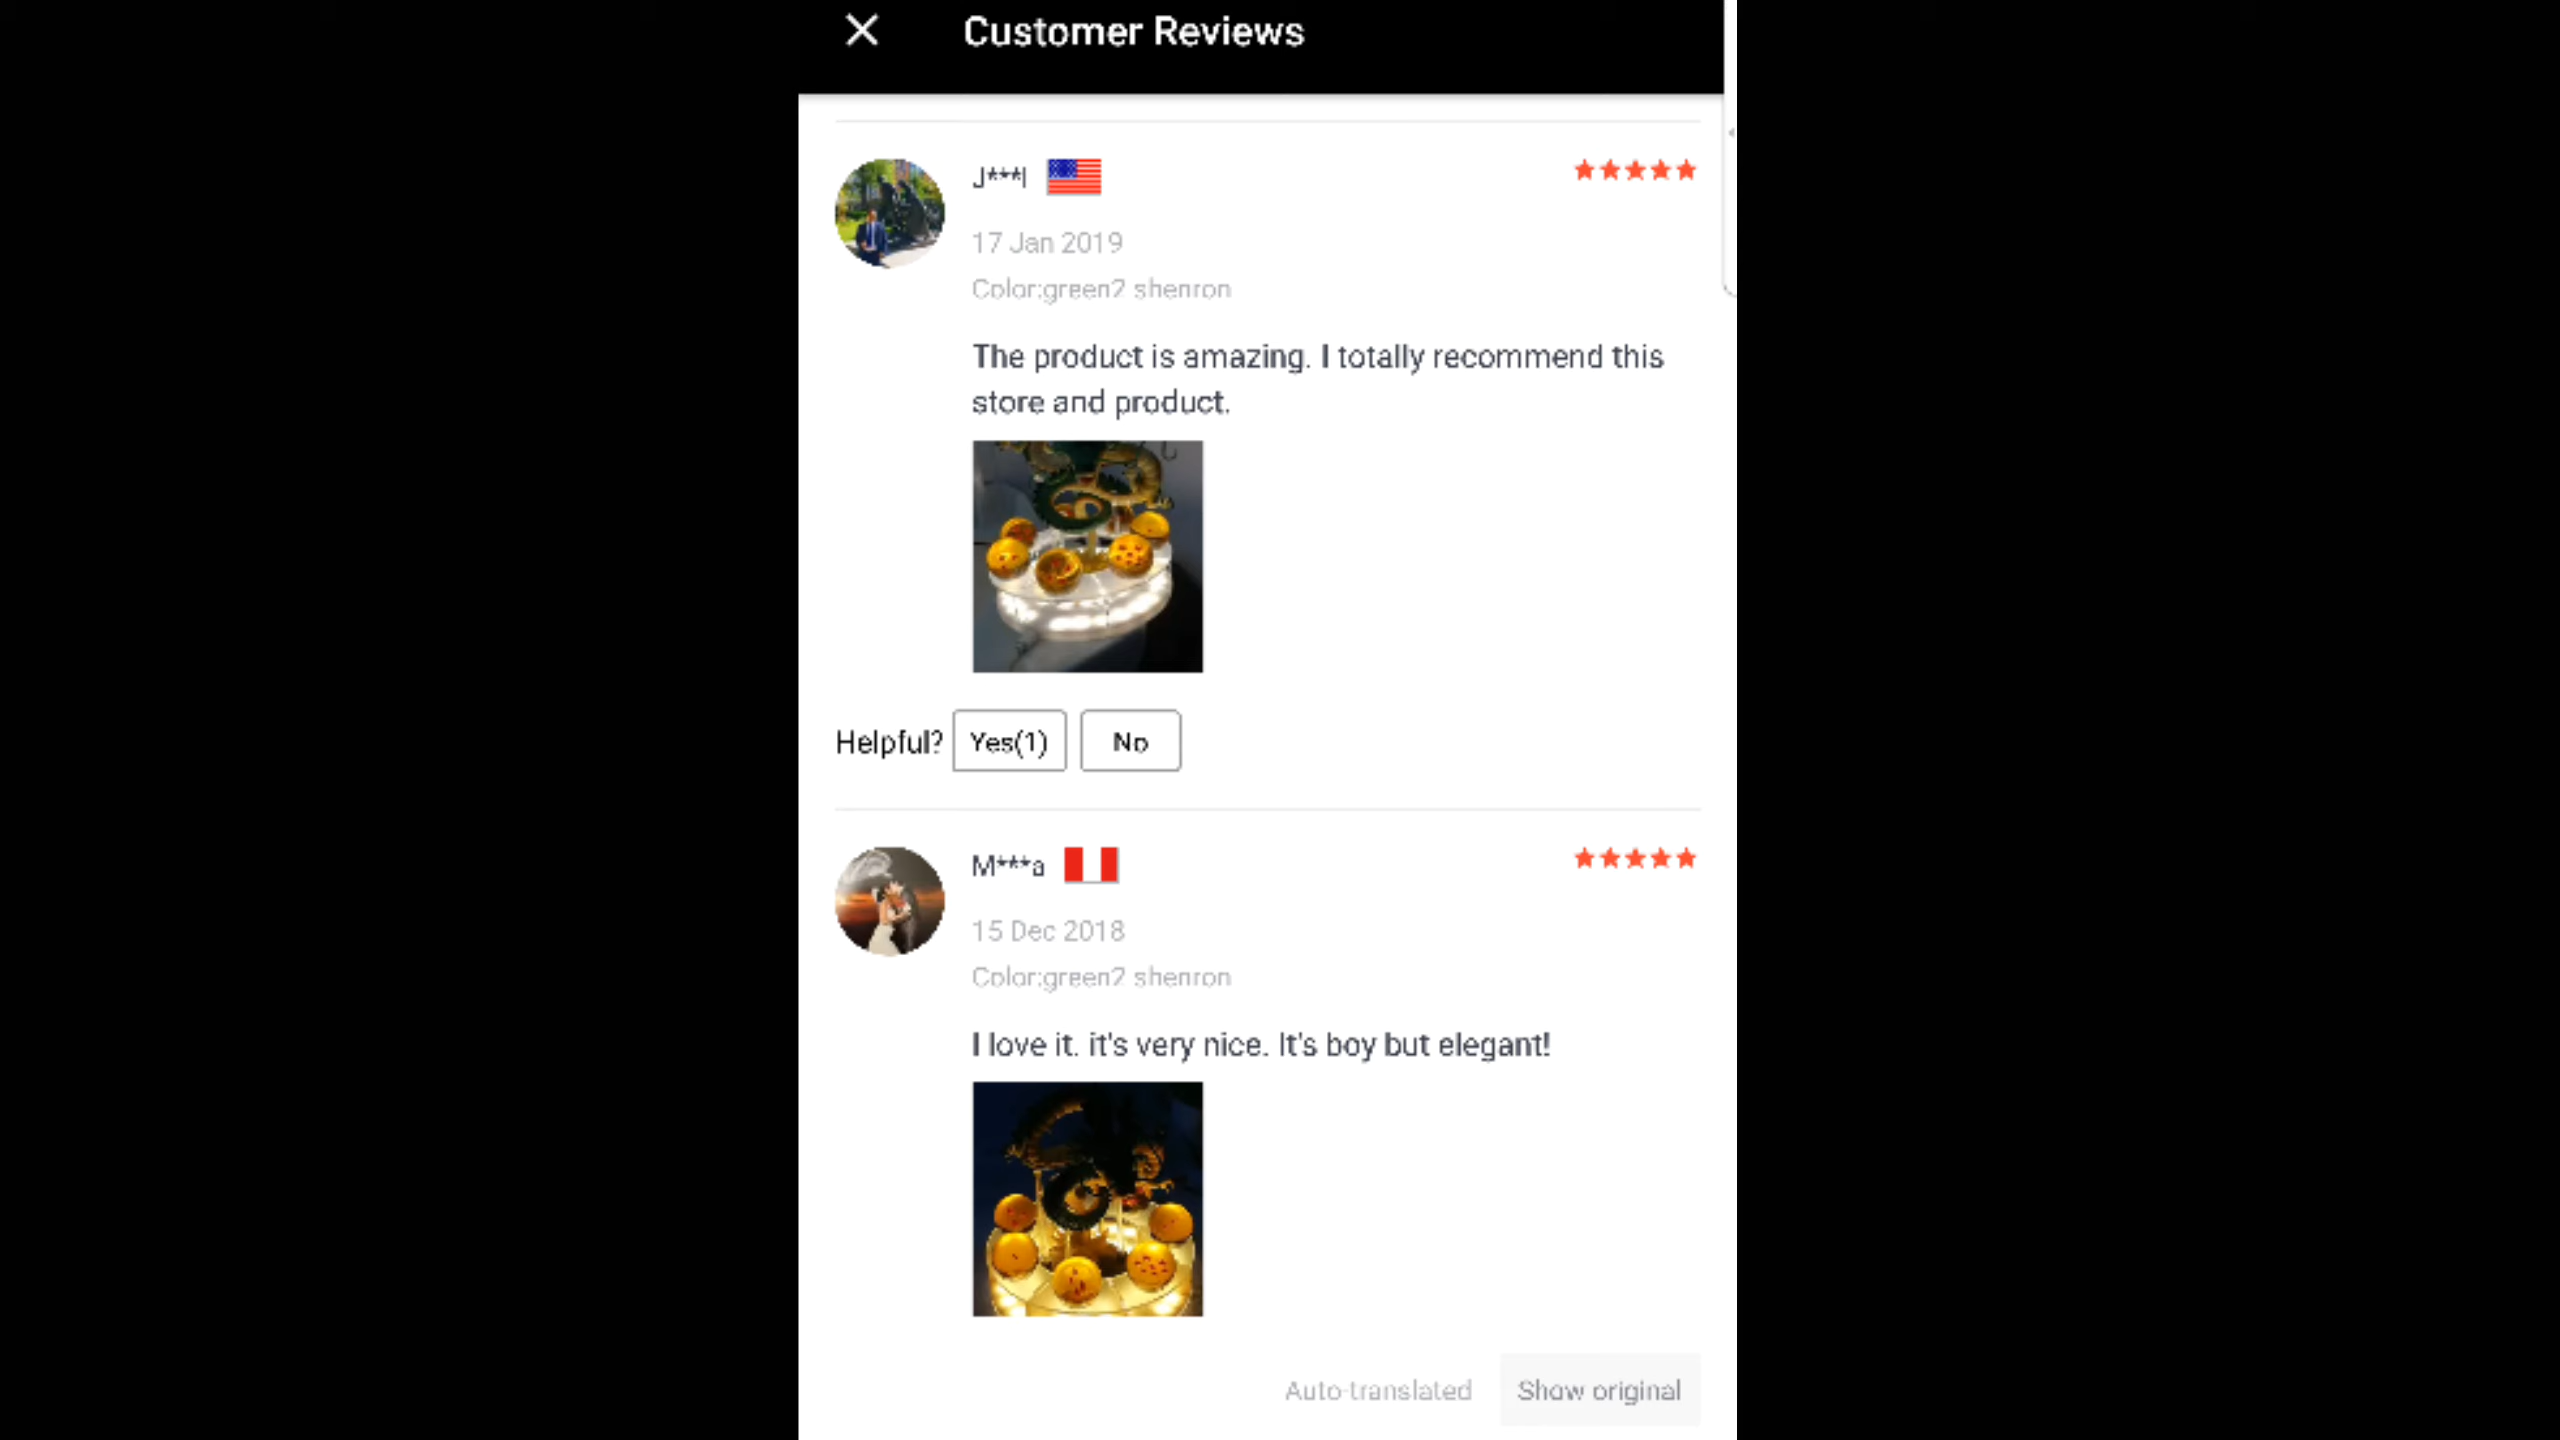 Customer Reviews
J***l
17 Jan 2019
Color:green2 shenron
The product is amazing. I totally recommend this
store and product.
Helpful? Yes(1) No
M***a
15 Dec 2018
Color:green2 shenron
I love it. it's very nice. It's boy but elegant!
Auto-translated Show original